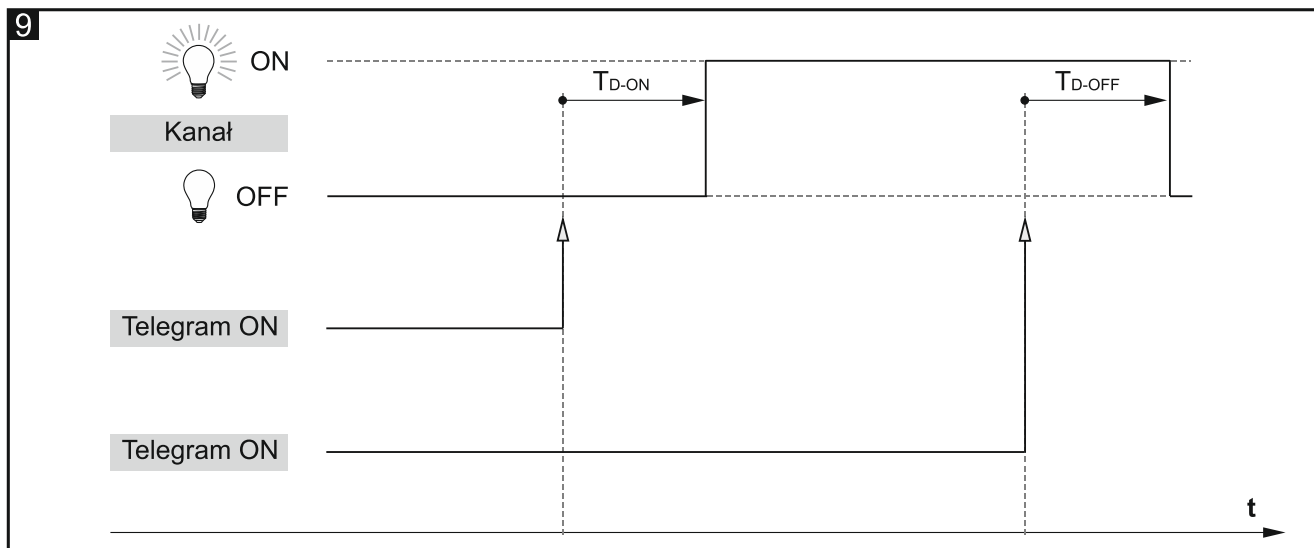 9
ON
TD-ON
TD-OFF
Kanał
OFF
Telegram ON
Telegram ON
t